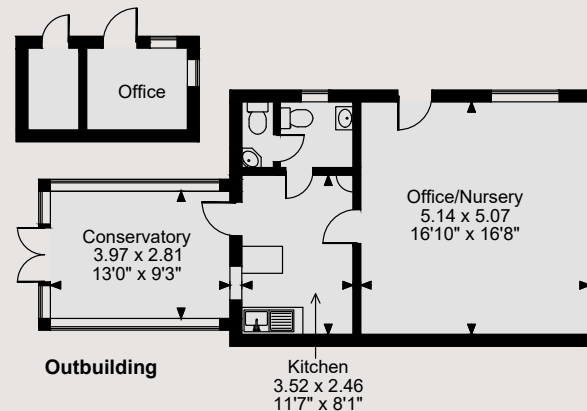 Office
Office/Nursery
5.14 x 5.07
16'10" x 16'8"
Conservatory
3.97 x 2.81
13'0" x 9'3"
Outbuilding
Kitchen
3.52 x 2.46
11'7" x 8'1"